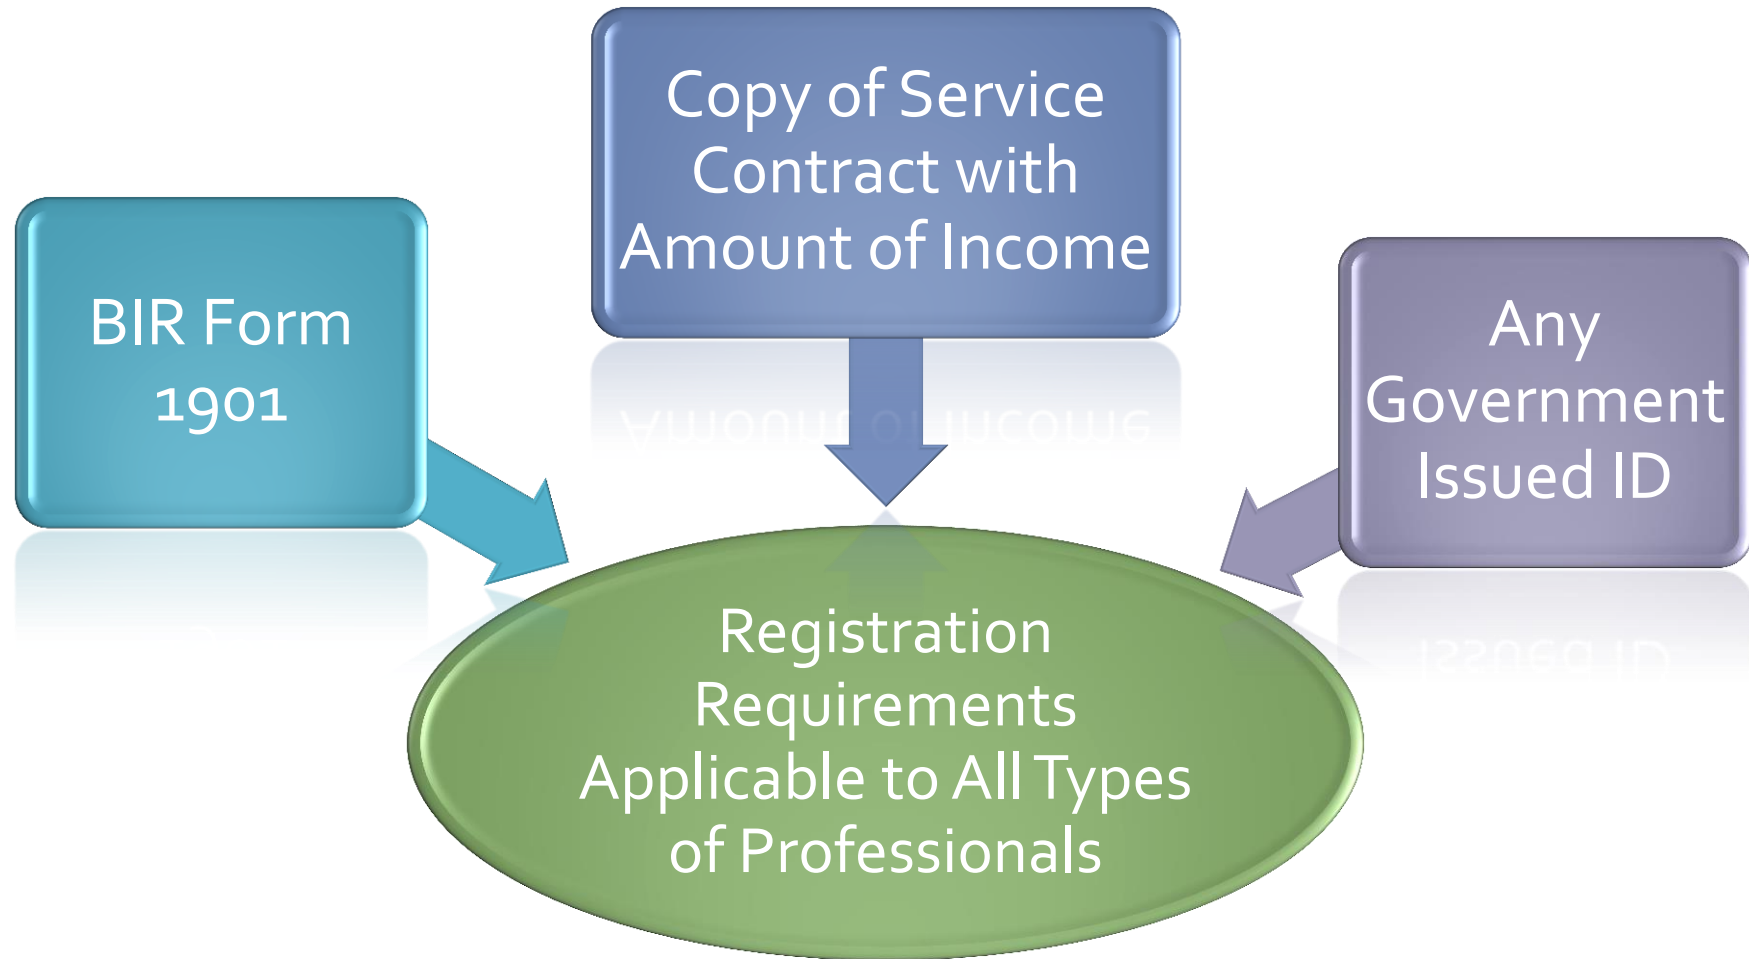 BIR Form
1901
Copy of Service
Contract with
Amount of Income
Any
Government
Issued ID
Registration
Requirements
Applicable to All Types
of Professionals